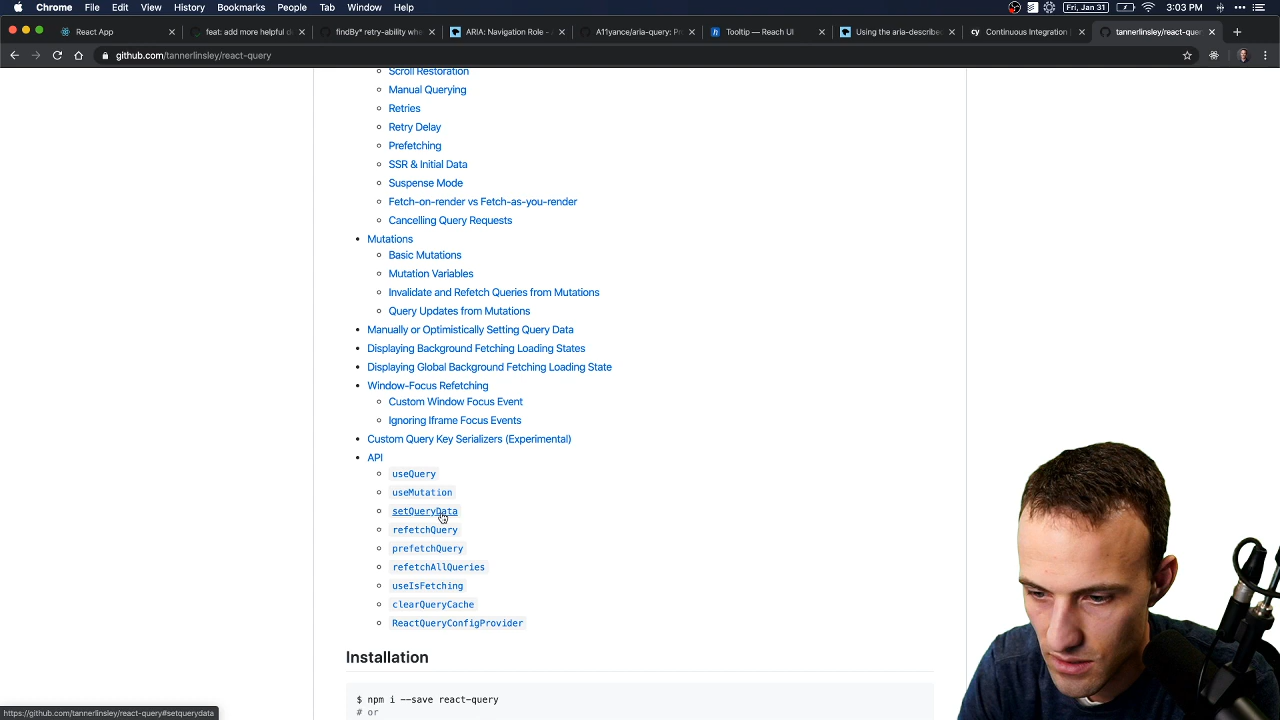 Chrome File Edit View History Bookmarks People Tab Window Help Fri, Jan 31 3:03 PM
React App feat: add more helpful d findBy* retry-ability whe ARIA: Navigation Role - A11yance/aria-query: Pr Tooltip — Reach UI Using the aria-describe Continuous Integration | tannerlinsley/react-que
github.com/tannerlinsley/react-query
Scroll Restoration
Manual Querying
Retries
Retry Delay
Prefetching
SSR & Initial Data
Suspense Mode
Fetch-on-render vs Fetch-as-you-render
Cancelling Query Requests
Mutations
Basic Mutations
Mutation Variables
Invalidate and Refetch Queries from Mutations
Query Updates from Mutations
Manually or Optimistically Setting Query Data
Displaying Background Fetching Loading States
Displaying Global Background Fetching Loading State
Window-Focus Refetching
Custom Window Focus Event
Ignoring Iframe Focus Events
Custom Query Key Serializers (Experimental)
API
useQuery
useMutation
setQueryData
refetchQuery
prefetchQuery
refetchAllQueries
useIsFetching
clearQueryCache
ReactQueryConfigProvider
Installation
$ npm i --save react-query
# or
https://github.com/tannerlinsley/react-query#setquerydata